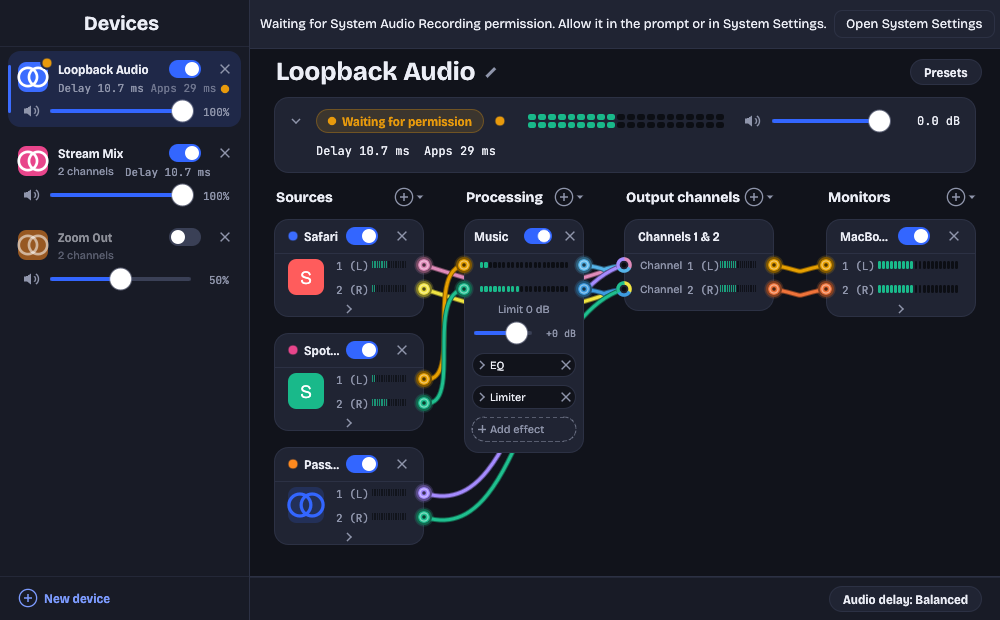 Devices
Waiting for System Audio Recording permission. Allow it in the prompt or in System Settings.
Open System Settings
Loopback Audio
Delay 10.7 ms Apps 29 ms
100%
Stream Mix
2 channels Delay 10.7 ms
100%
Zoom Out
2 channels
50%
New device
Loopback Audio
Presets
Waiting for permission
0.0 dB
Delay 10.7 ms Apps 29 ms
Sources
Processing
Output channels
Monitors
Safari
S
1 (L)
2 (R)
Spot...
S
1 (L)
2 (R)
Pass...
1 (L)
2 (R)
Music
Limit 0 dB
+0 dB
EQ
Limiter
+ Add effect
Channels 1 & 2
Channel 1 (L)
Channel 2 (R)
MacBo...
1 (L)
2 (R)
Audio delay: Balanced